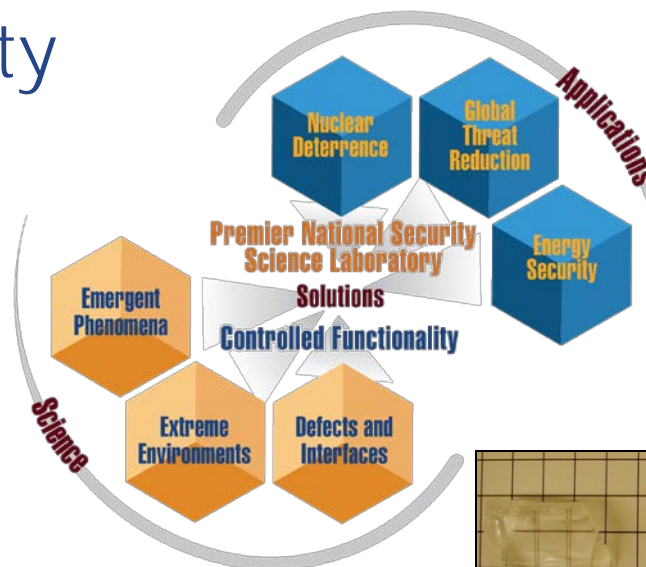 ty
Applications
Nuclear
Deterrence
Global
Threat
Reduction
Energy
Security
Premier National Security
Science Laboratory
Solutions
Controlled Functionality
Emergent
Phenomena
Extreme
Environments
Defects and
Interfaces
Science